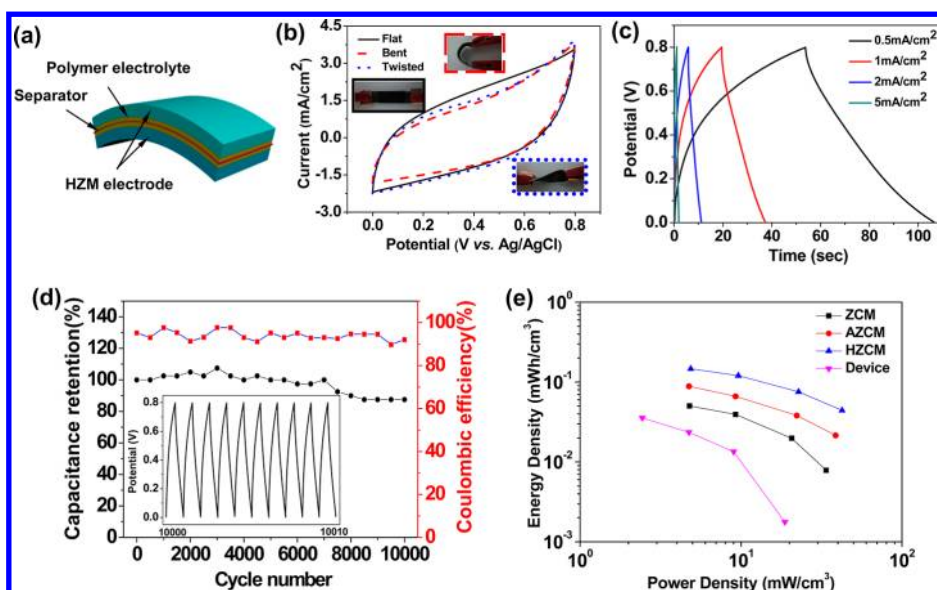 (a)
Polymer electrolyte
Separator
HZM electrode
(b)
Flat
Bent
Twisted
Current (mA/cm²)
4.5
3.0
1.5
0.0
-1.5
-3.0
0.0 0.2 0.4 0.6 0.8
Potential (V vs. Ag/AgCl)
(c)
0.5mA/cm²
1mA/cm²
2mA/cm²
5mA/cm²
Potential (V)
1.0
0.8
0.6
0.4
0.2
0.0
0 20 40 60 80 100
Time (sec)
(d)
Capacitance retention(%)
140
120
100
80
60
40
20
0
Coulombic efficiency(%)
100
80
60
40
20
0
0 2000 4000 6000 8000 10000
Cycle number
Potential (V)
0.8
0.6
0.4
0.2
0.0
10000 10010
(e)
ZCM
AZCM
HZCM
Device
Energy Density (mWh/cm³)
10⁰
10⁻¹
10⁻²
10⁻³
10⁰ 10¹ 10²
Power Density (mW/cm³)